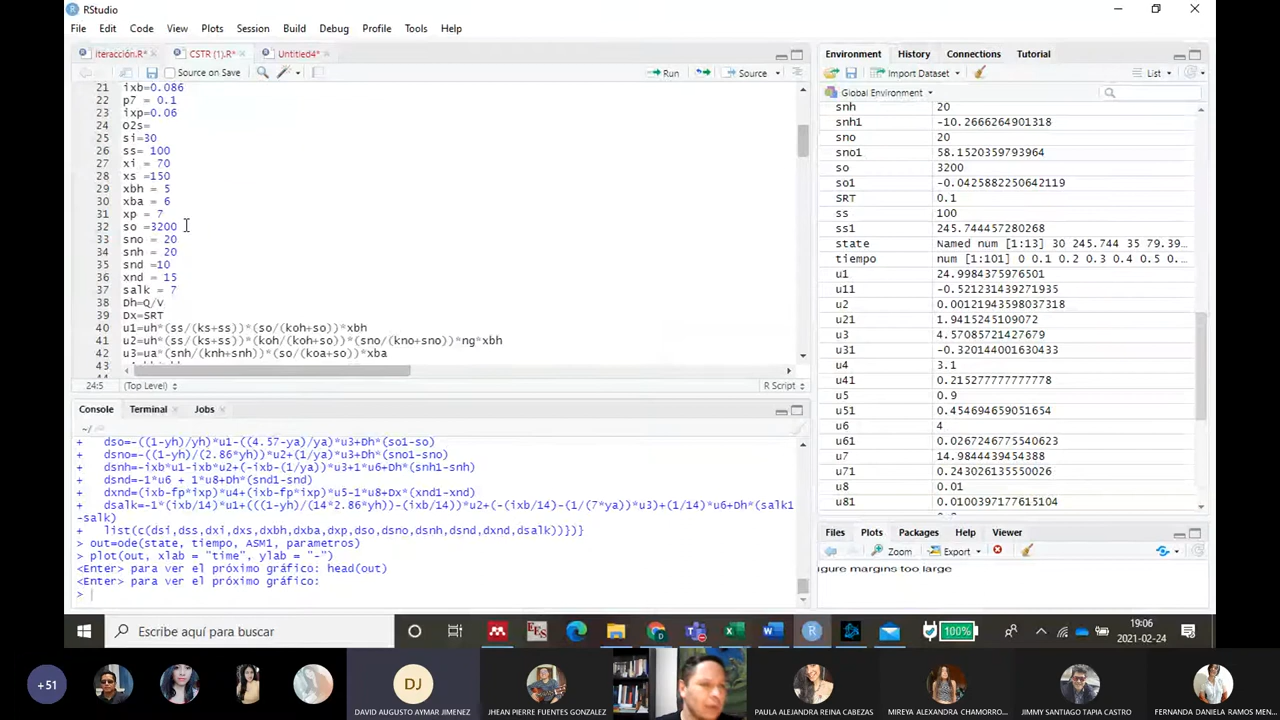 RStudio
File Edit Code View Plots Session Build Debug Profile Tools Help
iteracción.R* CSTR (1).R* Untitled4*
Source on Save Run Source
21 ixb=0.086
22 p7 = 0.1
23 ixp=0.06
24 O2s=
25 si=30
26 ss= 100
27 xi = 70
28 xs =150
29 xbh = 5
30 xba = 6
31 xp = 7
32 so =3200
33 sno = 20
34 snh = 20
35 snd =10
36 xnd = 15
37 salk = 7
38 Dh=Q/V
39 Dx=SRT
40 u1=uh*(ss/(ks+ss))*(so/(koh+so))*xbh
41 u2=uh*(ss/(ks+ss))*(koh/(koh+so))*(sno/(kno+sno))*ng*xbh
42 u3=ua*(snh/(knh+snh))*(so/(koa+so))*xba
43
24:5 (Top Level) R Script
Console Terminal Jobs
~/
+ dso=-((1-yh)/yh)*u1-((4.57-ya)/ya)*u3+Dh*(so1-so)
+ dsno=-((1-yh)/(2.86*yh))*u2+(1/ya)*u3+Dh*(sno1-sno)
+ dsnh=-ixb*u1-ixb*u2+(-ixb-(1/ya))*u3+1*u6+Dh*(snh1-snh)
+ dsnd=-1*u6 + 1*u8+Dh*(snd1-snd)
+ dxnd=(ixb-fp*ixp)*u4+(ixb-fp*ixp)*u5-1*u8+Dx*(xnd1-xnd)
+ dsalk=-1*(ixb/14)*u1+(((1-yh)/(14*2.86*yh))-(ixb/14))*u2+(-(ixb/14)-(1/(7*ya))*u3)+(1/14)*u6+Dh*(salk1
-salk)
+ list(c(dsi,dss,dxi,dxs,dxbh,dxba,dxp,dso,dsno,dsnh,dsnd,dxnd,dsalk))})}
> out=ode(state, tiempo, ASM1, parametros)
> plot(out, xlab = "time", ylab = "-")
<Enter> para ver el próximo gráfico: head(out)
<Enter> para ver el próximo gráfico:
>
Environment History Connections Tutorial
Import Dataset List
Global Environment
snh 20
snh1 -10.2666264901318
sno 20
sno1 58.1520359793964
so 3200
so1 -0.0425882250642119
SRT 0.1
ss 100
ss1 245.744457280268
state Named num [1:13] 30 245.744 35 79.39...
tiempo num [1:101] 0 0.1 0.2 0.3 0.4 0.5 0....
u1 24.9984375976501
u11 -0.521231439271935
u2 0.00121943598037318
u21 1.9415245109072
u3 4.57085721427679
u31 -0.320144001630433
u4 3.1
u41 0.215277777777778
u5 0.9
u51 0.454694659051654
u6 4
u61 0.0267246775540623
u7 14.9884439454388
u71 0.243026135550026
u8 0.01
u81 0.0100397177615104
Files Plots Packages Help Viewer
Zoom Export
igure margins too large
Escribe aquí para buscar
100%
19:06
2021-02-24
+51
DJ
DAVID AUGUSTO AYMAR JIMENEZ
JHEAN PIERRE FUENTES GONZALEZ
PAULA ALEJANDRA REINA CABEZAS
MIREYA ALEXANDRA CHAMORRO...
JIMMY SANTIAGO TAPIA CASTRO
FERNANDA DANIELA RAMOS MEN...